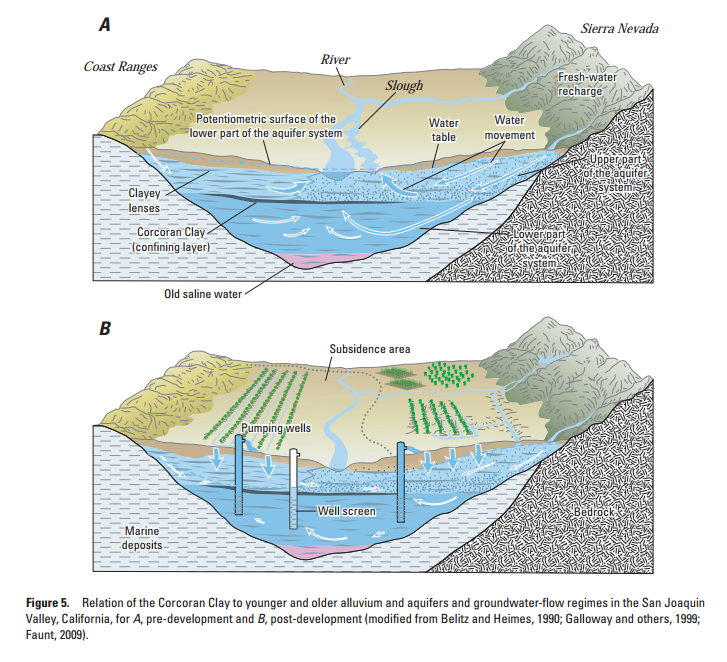 A
Sierra Nevada
Coast Ranges
River
Slough
Fresh-water
recharge
Potentiometric surface of the
lower part of the aquifer system
Water
table
Water
movement
Upper part
of the aquifer
system
Clayey
lenses
Corcoran Clay
(confining layer)
Lower part
of the aquifer
system
Old saline water
B
Subsidence area
Pumping wells
Well screen
Bedrock
Marine
deposits
Figure 5. Relation of the Corcoran Clay to younger and older alluvium and aquifers and groundwater-flow regimes in the San Joaquin
Valley, California, for A, pre-development and B, post-development (modified from Belitz and Heimes, 1990; Galloway and others, 1999;
Faunt, 2009).